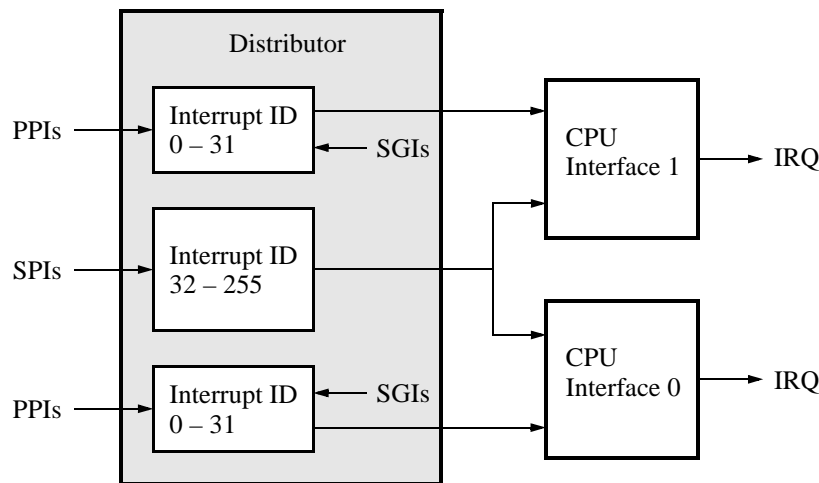 Distributor
PPIs
Interrupt ID
0 – 31
SGIs
CPU
Interface 1
IRQ
SPIs
Interrupt ID
32 – 255
CPU
Interface 0
IRQ
PPIs
Interrupt ID
0 – 31
SGIs